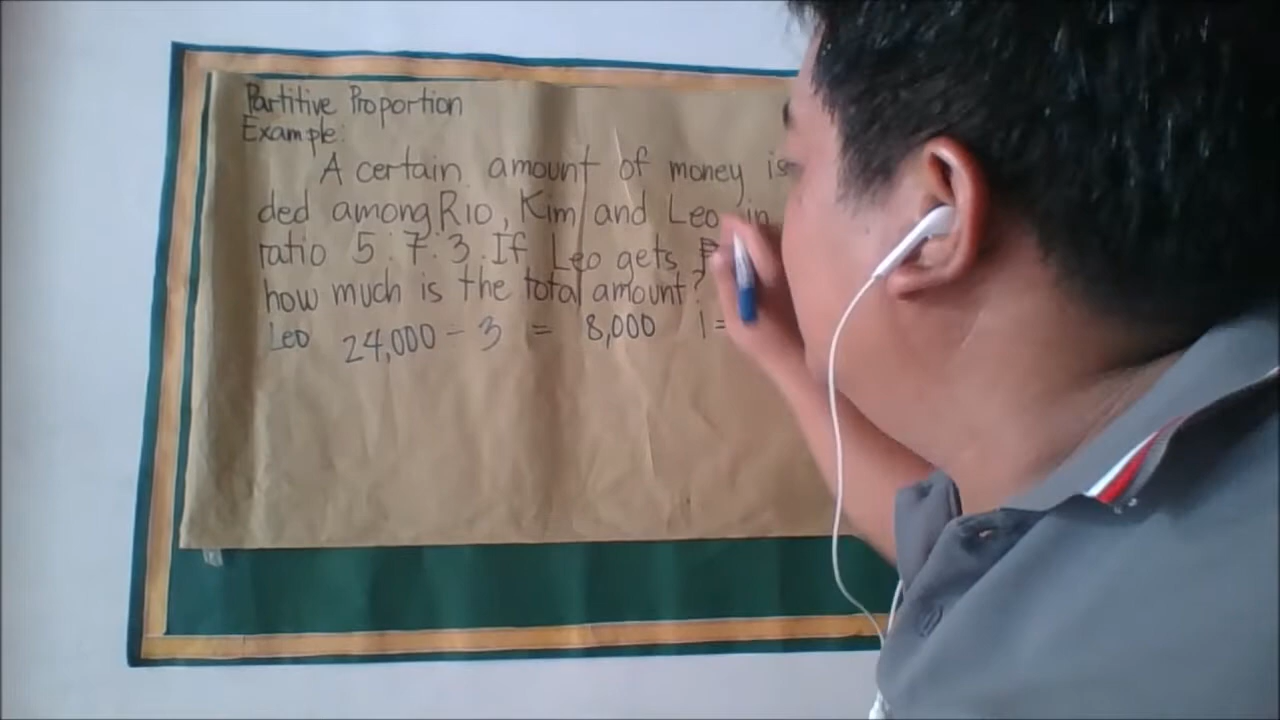 Partitive Proportion
Example:
A certain amount of money is
ded among Rio, Kim and Leo in
ratio 5:7:3. If Leo gets ₱
how much is the total amount?
Leo 24,000 ÷ 3 = 8,000 1=